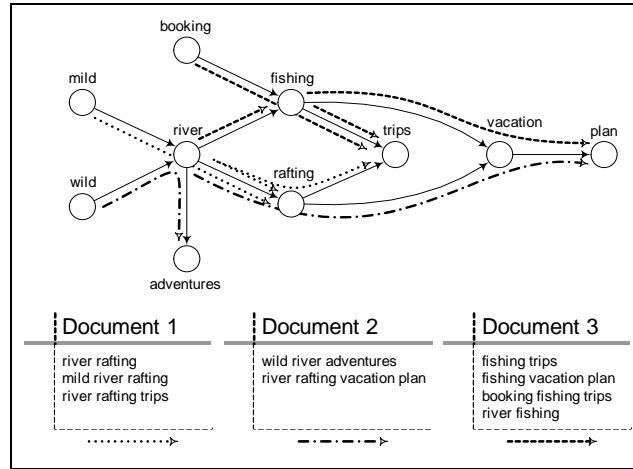 booking
mild
fishing
river
trips
vacation
plan
wild
rafting
adventures
Document 1
river rafting
mild river rafting
river rafting trips
Document 2
wild river adventures
river rafting vacation plan
Document 3
fishing trips
fishing vacation plan
booking fishing trips
river fishing